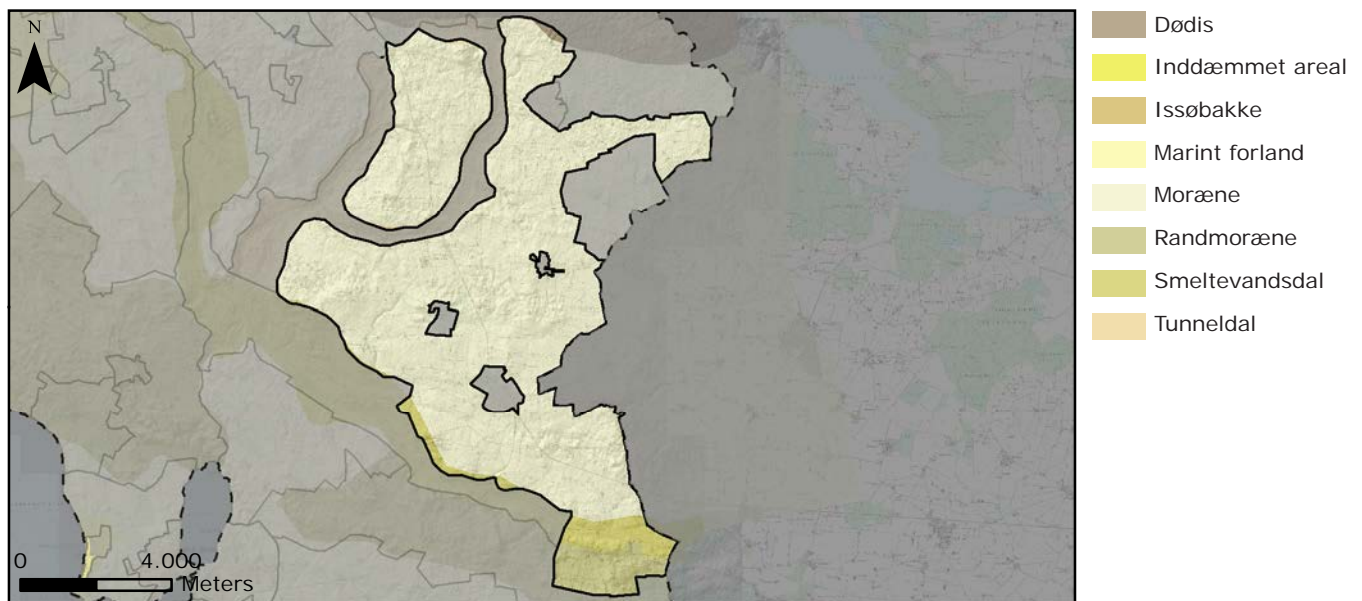 N
0 4.000
Meters
Dødis
Inddæmmet areal
Issøbakke
Marint forland
Moræne
Randmoræne
Smeltevandsdal
Tunneldal